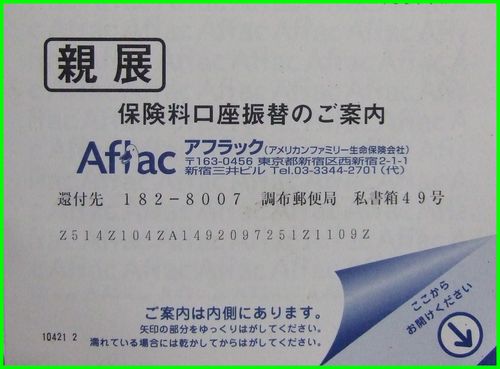 親展
保険料口座振替のご案内
Aflac アフラック(アメリカンファミリー生命保険会社)
〒163-0456 東京都新宿区西新宿2-1-1
新宿三井ビル Tel.03-3344-2701(代)
還付先 182-8007 調布郵便局 私書箱49号
Z514Z104ZA1492097251Z1109Z
ご案内は内側にあります。
矢印の部分をゆっくりはがしてください。
濡れている場合には乾かしてからはがしてください。
ここから
お開けください
10421 2